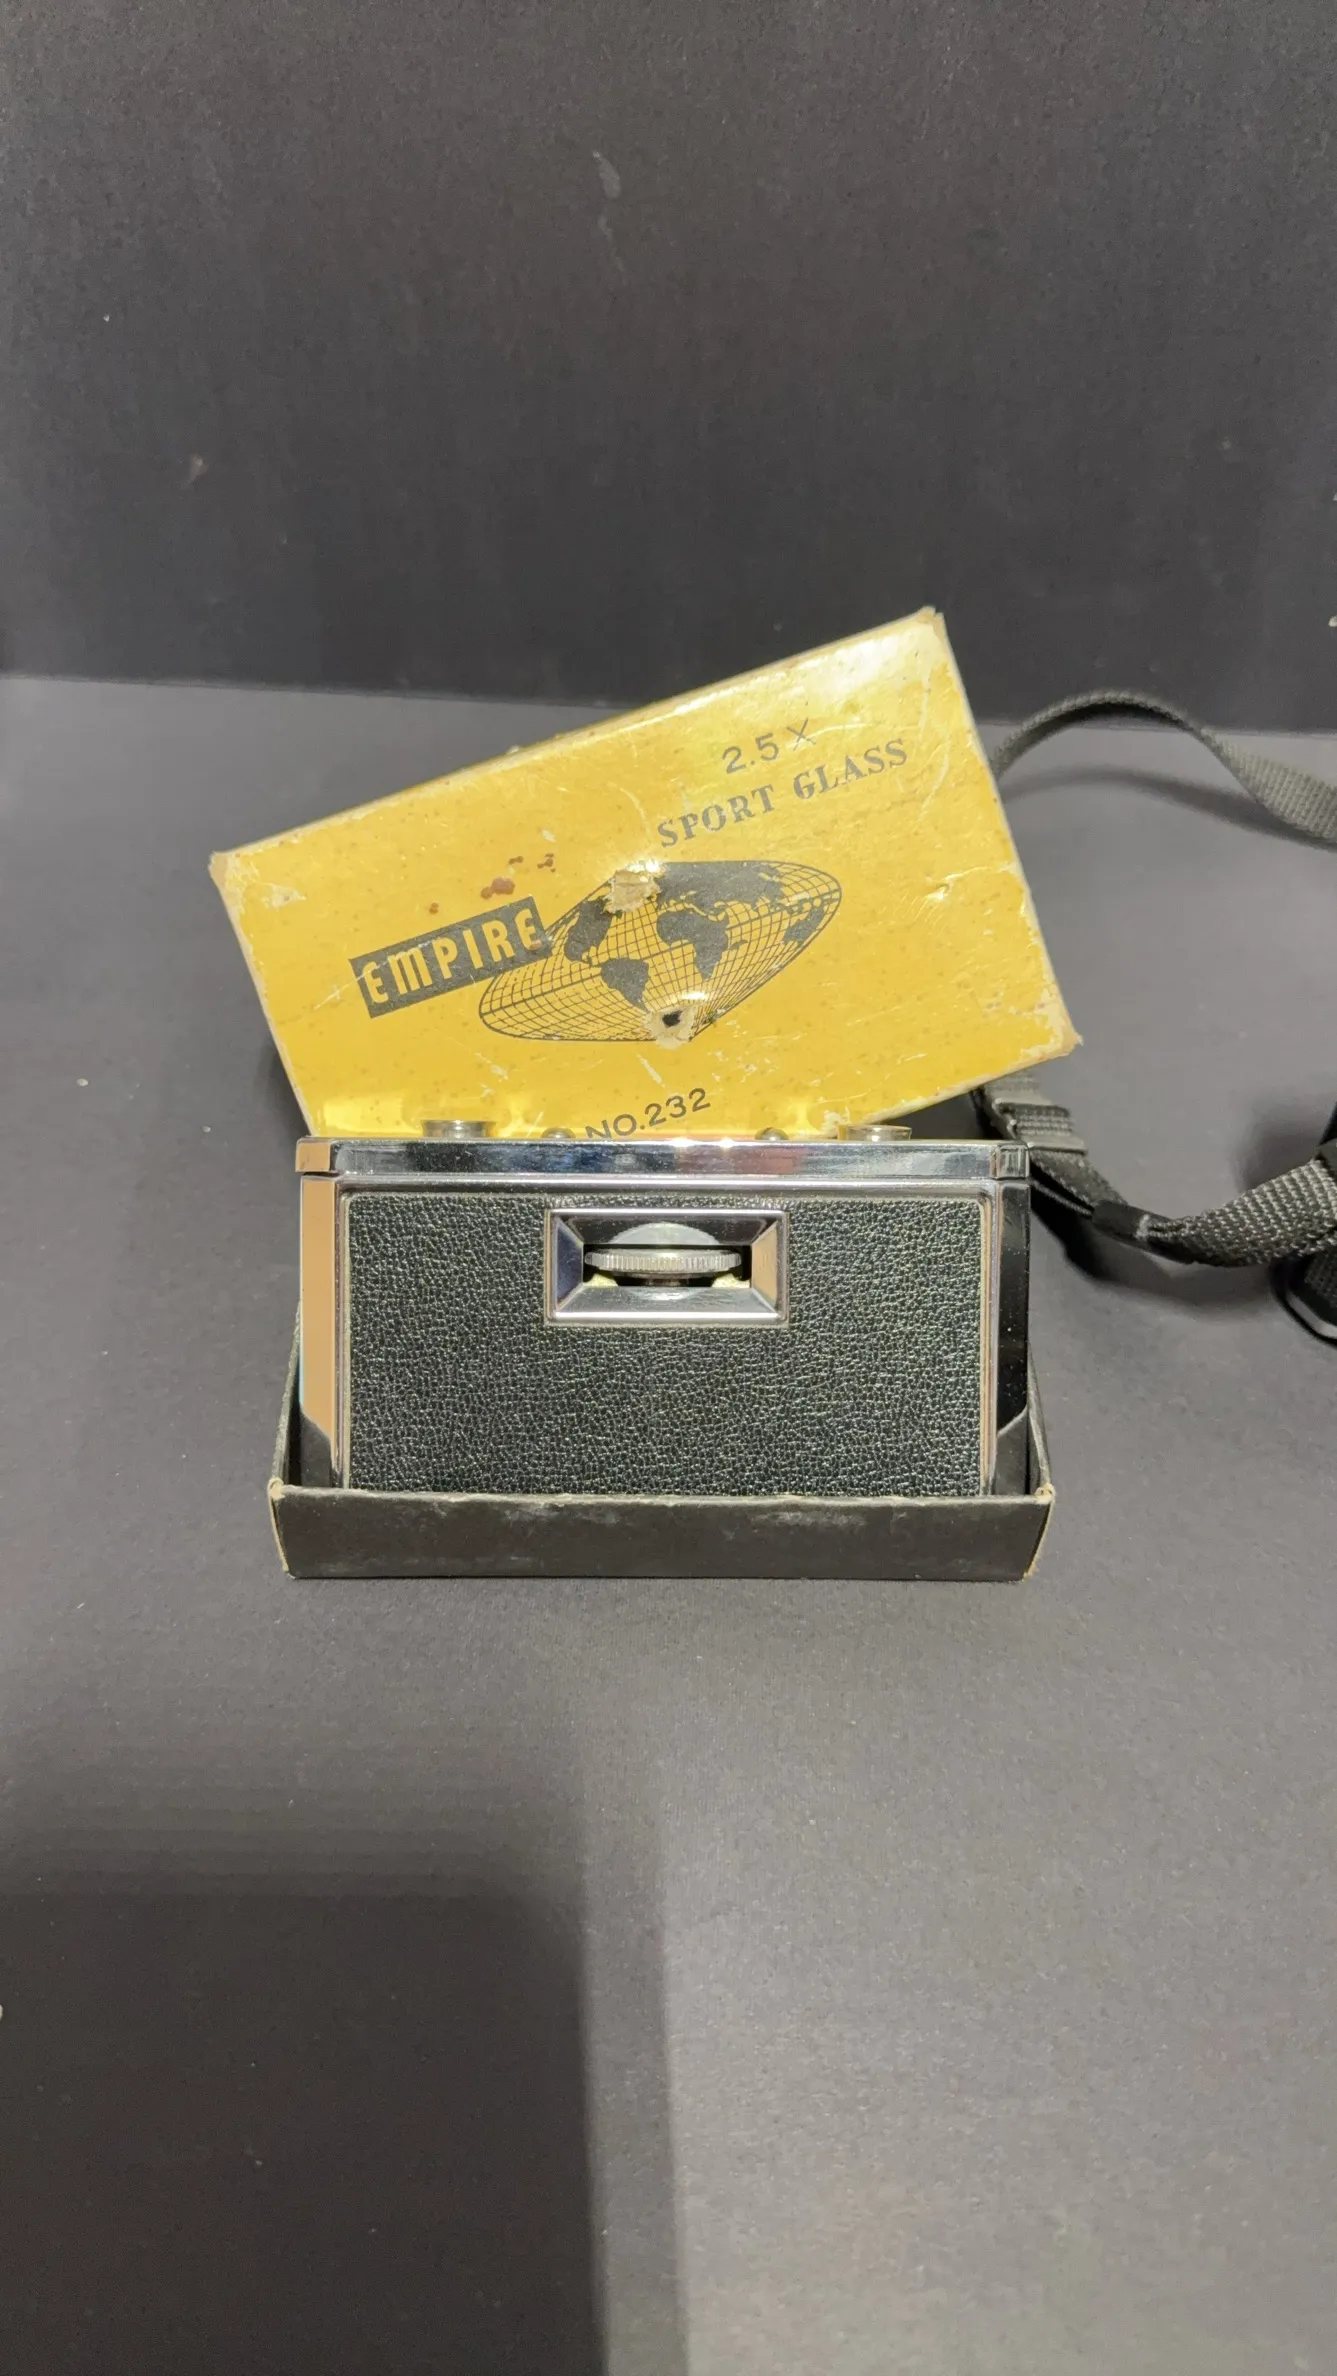 2.5X
SPORT GLASS
EMPIRE
NO.232